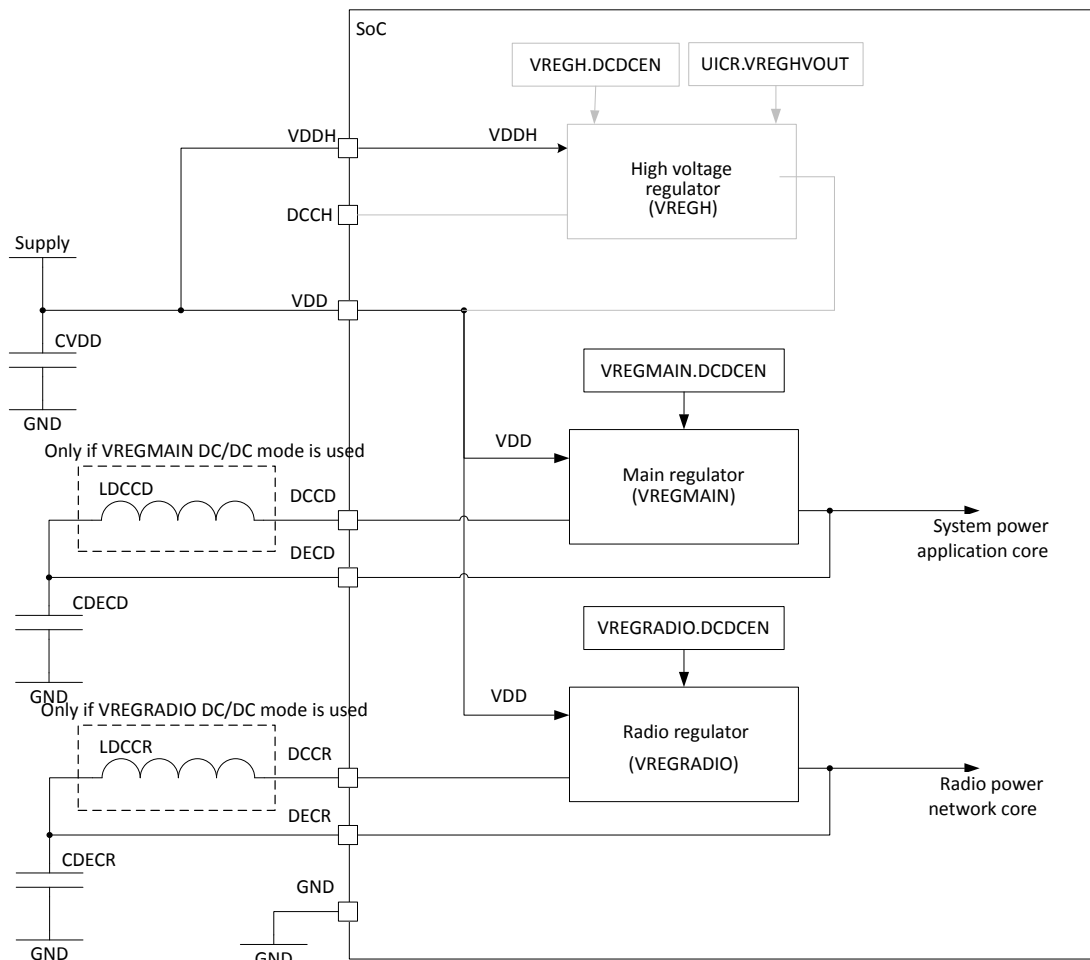 SoC
VREGH.DCDCEN
UICR.VREGHVOUT
VDDH
VDDH
High voltage
regulator
(VREGH)
DCCH
Supply
VDD
CVDD
GND
VREGMAIN.DCDCEN
Only if VREGMAIN DC/DC mode is used
VDD
LDCCD
DCCD
Main regulator
(VREGMAIN)
System power
application core
DECD
CDECD
GND
VREGRADIO.DCDCEN
Only if VREGRADIO DC/DC mode is used
VDD
LDCCR
DCCR
Radio regulator
(VREGRADIO)
Radio power
network core
DECR
CDECR
GND
GND
GND